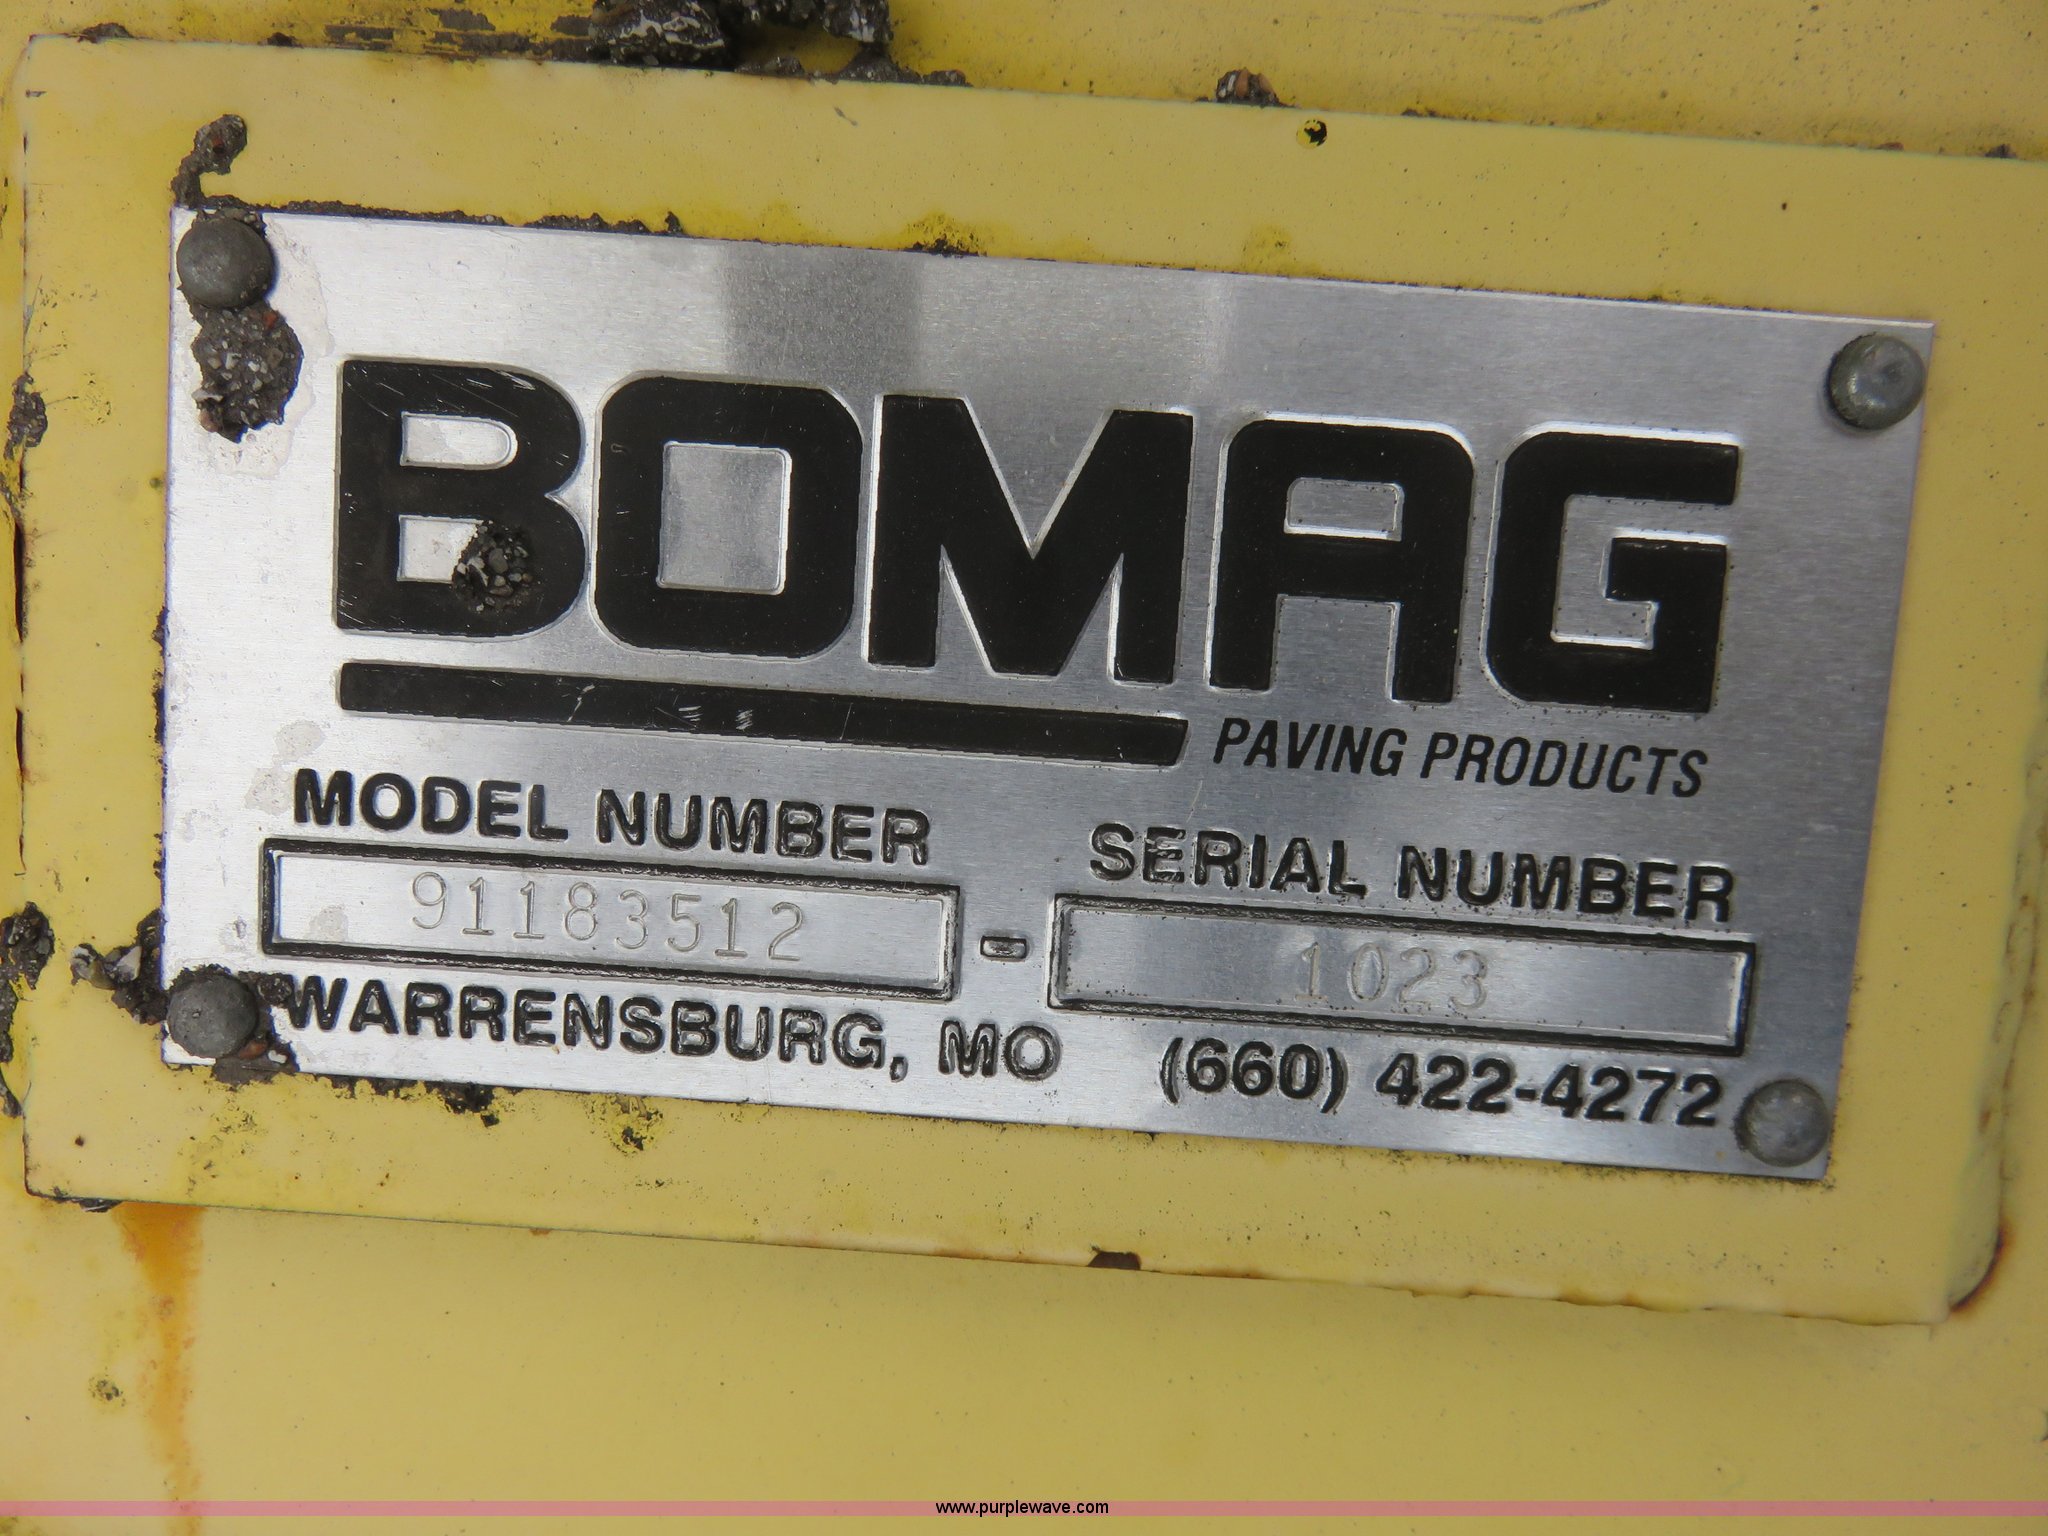 BOMAG
PAVING PRODUCTS
MODEL NUMBER
91183512
-
SERIAL NUMBER
1023
WARRENSBURG, MO (660) 422-4272
www.purplewave.com